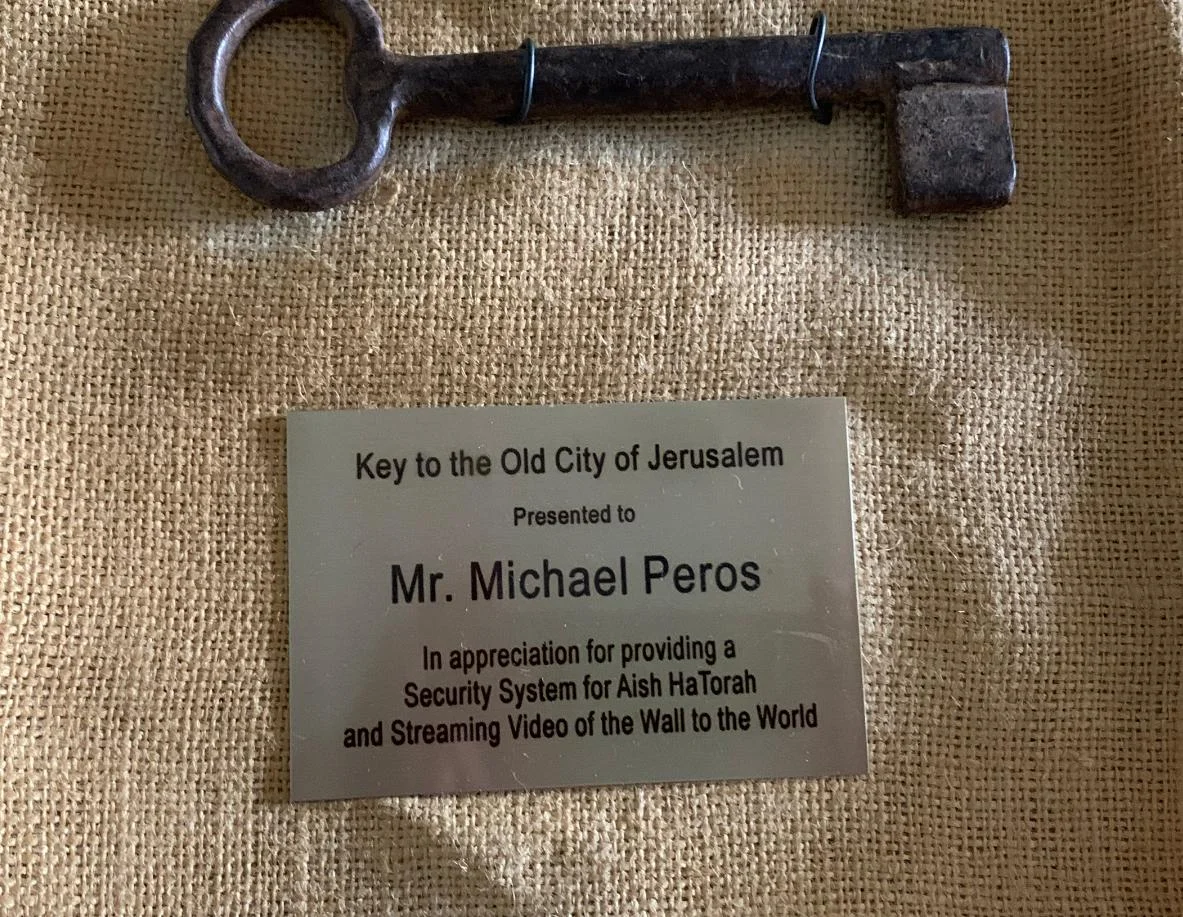 Key to the Old City of Jerusalem
Presented to
Mr. Michael Peros
In appreciation for providing a
Security System for Aish HaTorah
and Streaming Video of the Wall to the World